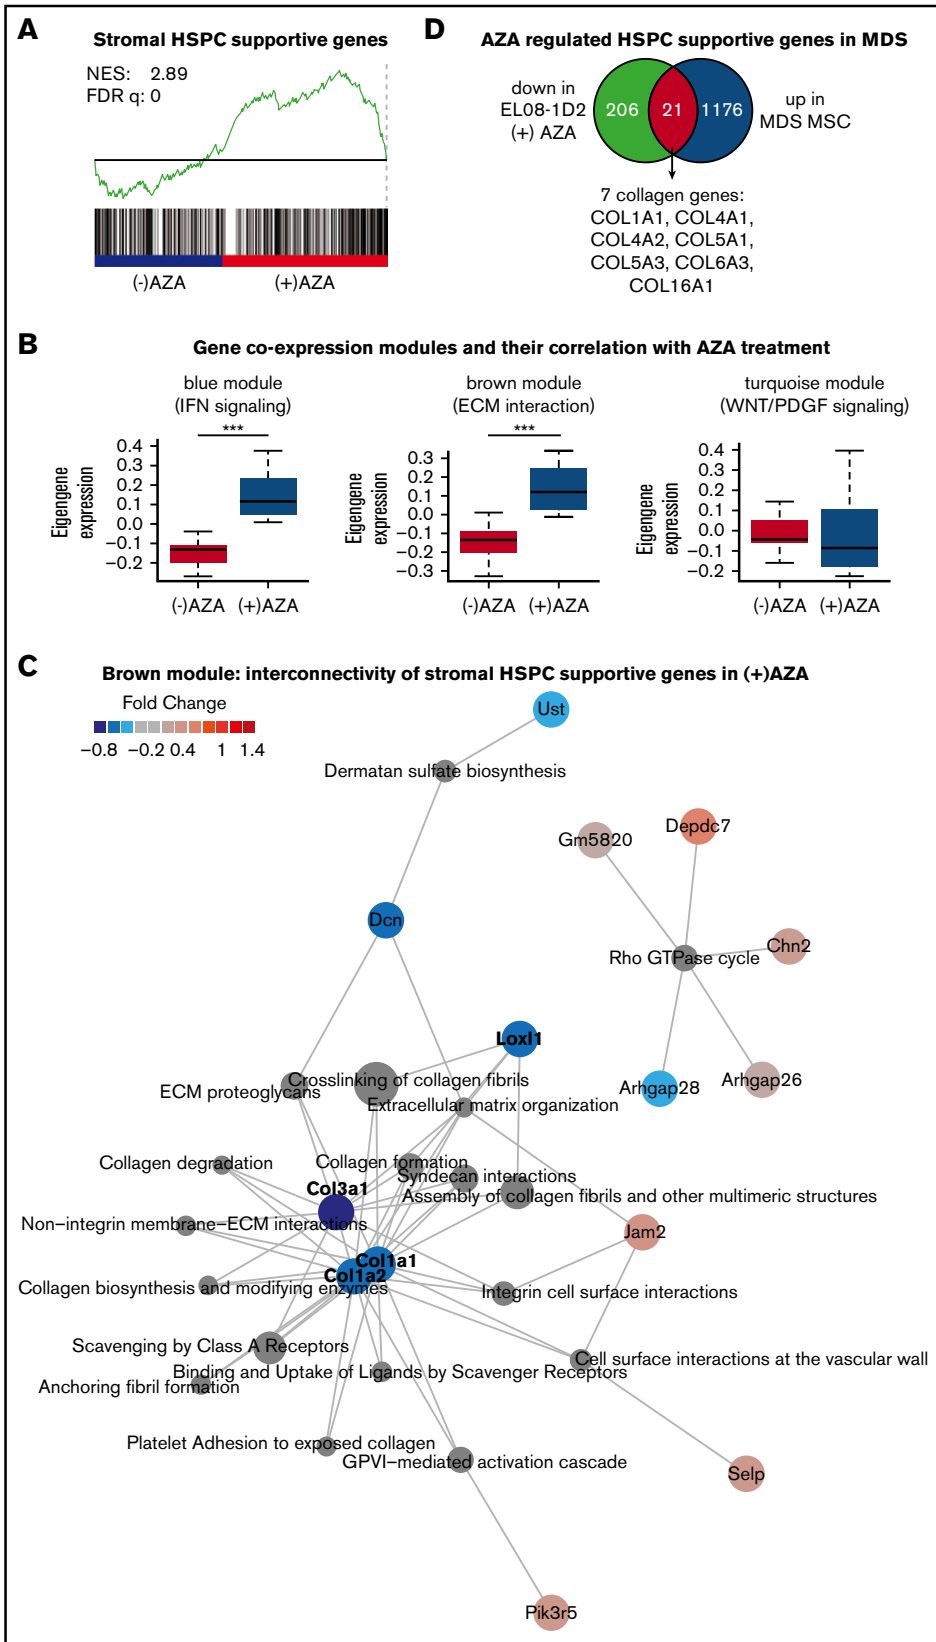 A
Stromal HSPC supportive genes
NES: 2.89
FDR q: 0
(-)AZA
(+)AZA
D
AZA regulated HSPC supportive genes in MDS
down in
EL08-1D2
(+) AZA
206
21
1176
up in
MDS MSC
7 collagen genes:
COL1A1, COL4A1,
COL4A2, COL5A1,
COL5A3, COL6A3,
COL16A1
B
Gene co-expression modules and their correlation with AZA treatment
blue module
(IFN signaling)
***
Eigengene
expression
0.4
0.3
0.2
0.1
0.0
−0.1
−0.2
(-)AZA
(+)AZA
brown module
(ECM interaction)
***
Eigengene
expression
0.3
0.2
0.1
0.0
−0.1
−0.2
−0.3
(-)AZA
(+)AZA
turquoise module
(WNT/PDGF signaling)
Eigengene
expression
0.4
0.3
0.2
0.1
0.0
−0.1
−0.2
(-)AZA
(+)AZA
C
Brown module: interconnectivity of stromal HSPC supportive genes in (+)AZA
Fold Change
−0.8 −0.2 0.4 1 1.4
Ust
Dermatan sulfate biosynthesis
Gm5820
Depdc7
Dcn
Chn2
Rho GTPase cycle
Loxl1
Crosslinking of collagen fibrils
ECM proteoglycans
Arhgap28
Arhgap26
Extracellular matrix organization
Collagen degradation
Collagen formation
Syndecan interactions
Col3a1
Assembly of collagen fibrils and other multimeric structures
Non−integrin membrane−ECM interactions
Jam2
Col1a1
Col1a2
Collagen biosynthesis and modifying enzymes
Integrin cell surface interactions
Scavenging by Class A Receptors
Cell surface interactions at the vascular wall
Binding and Uptake of Ligands by Scavenger Receptors
Anchoring fibril formation
Platelet Adhesion to exposed collagen
GPVI−mediated activation cascade
Selp
Pik3r5